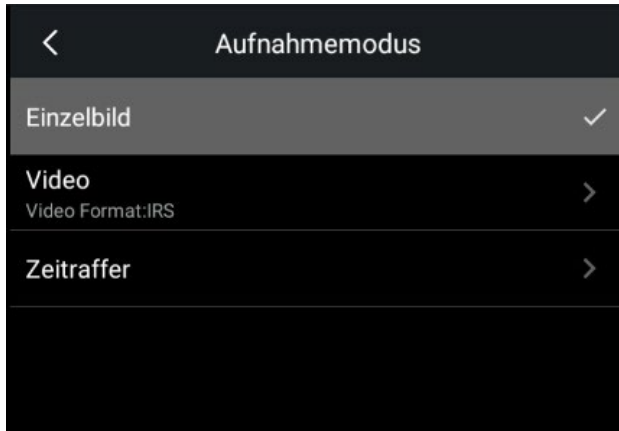 Aufnahmemodus
Einzelbild
Video
Video Format:IRS
Zeitraffer